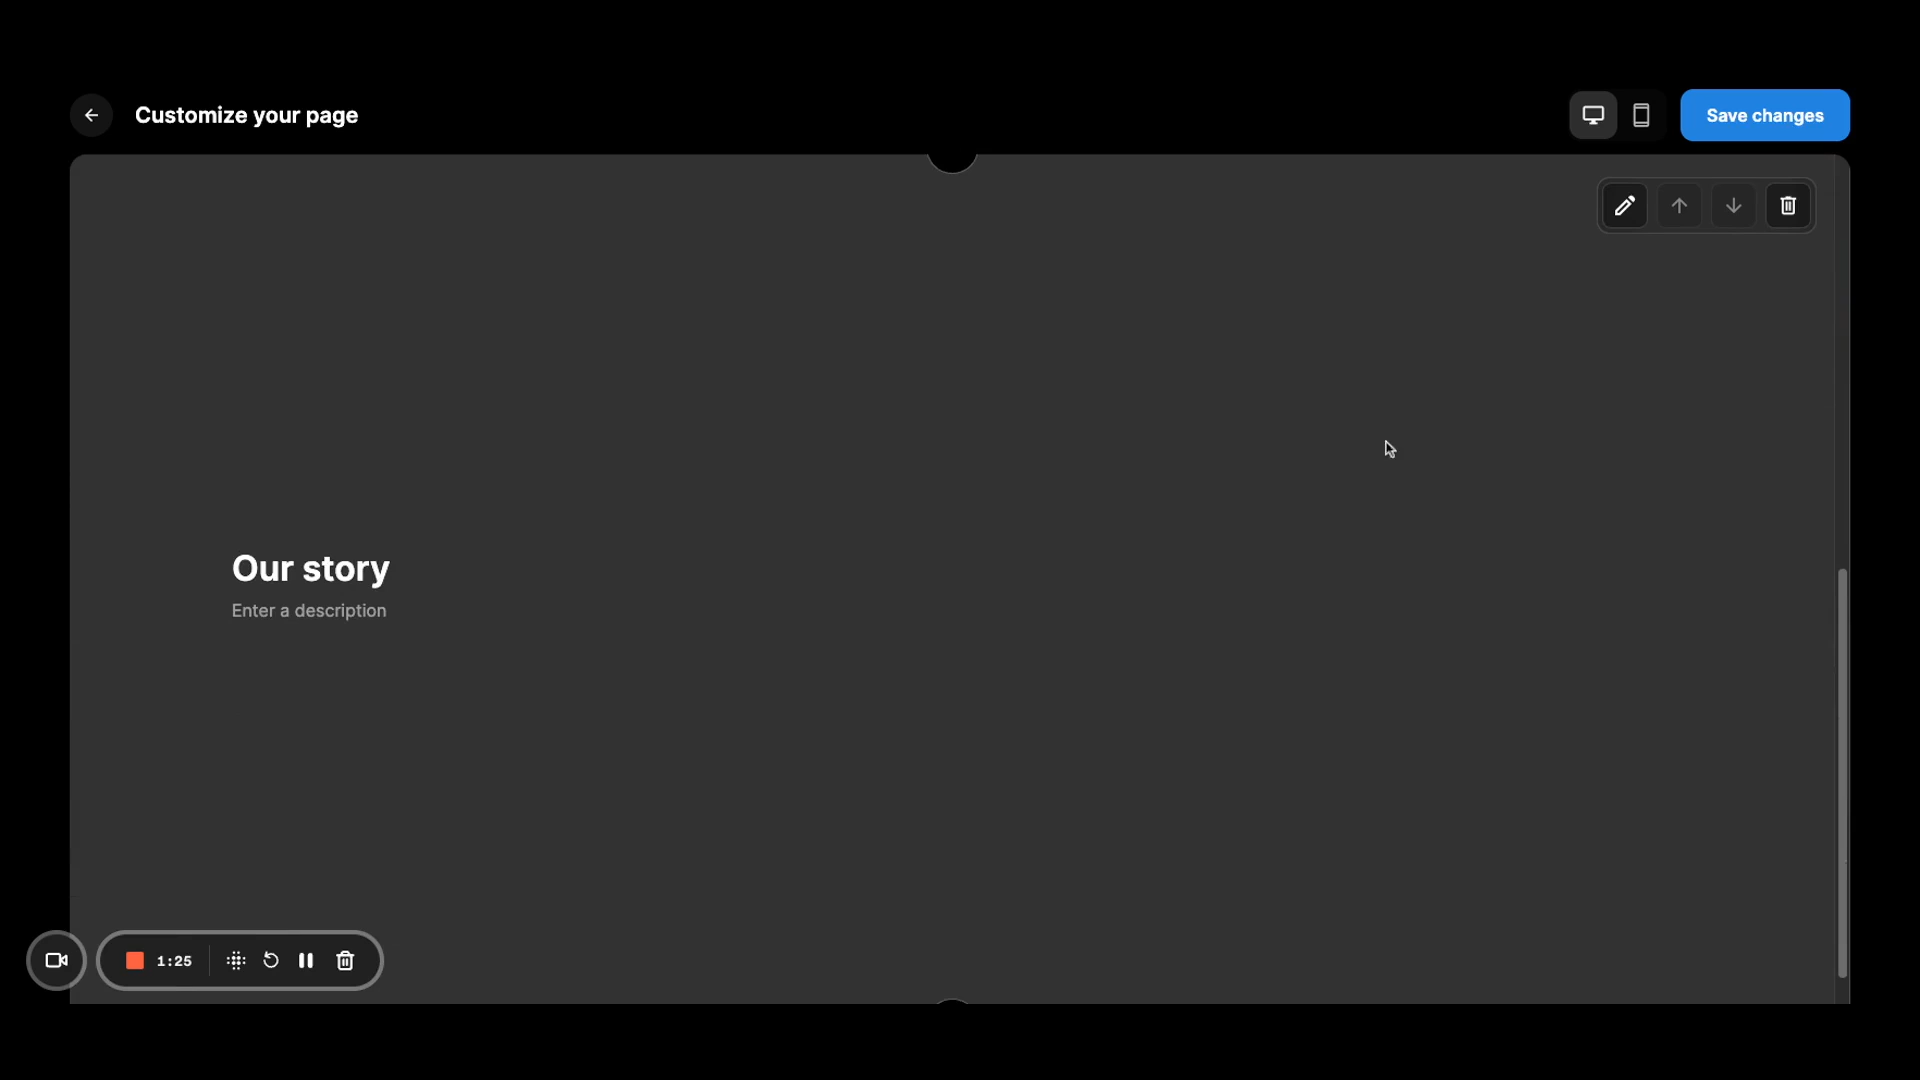 Customize your page
Save changes
Our story
Enter a description
1:25